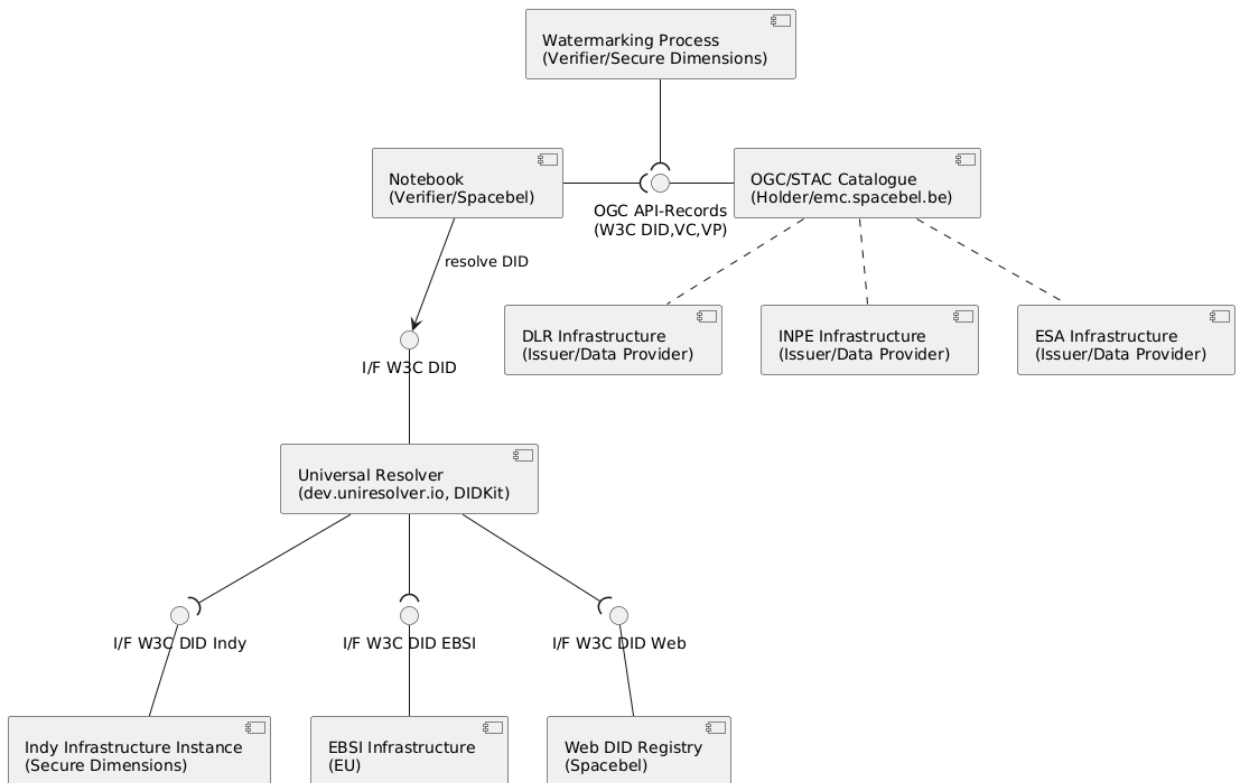 Watermarking Process
(Verifier/Secure Dimensions)
Notebook
(Verifier/Spacebel)
OGC API-Records
(W3C DID,VC,VP)
OGC/STAC Catalogue
(Holder/emc.spacebel.be)
resolve DID
DLR Infrastructure
(Issuer/Data Provider)
INPE Infrastructure
(Issuer/Data Provider)
ESA Infrastructure
(Issuer/Data Provider)
I/F W3C DID
Universal Resolver
(dev.uniresolver.io, DIDKit)
I/F W3C DID Indy
I/F W3C DID EBSI
I/F W3C DID Web
Indy Infrastructure Instance
(Secure Dimensions)
EBSI Infrastructure
(EU)
Web DID Registry
(Spacebel)